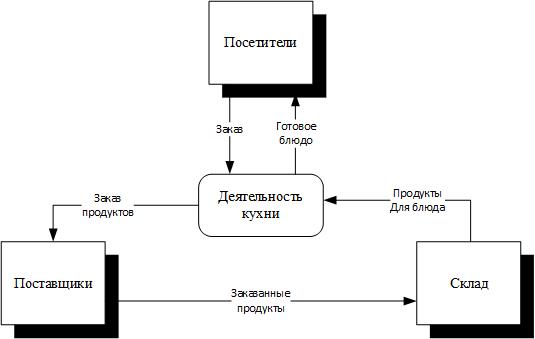 Посетители
Заказ
Готовое
блюдо
Деятельность
кухни
Заказ
продуктов
Продукты
Для блюда
Поставщики
Заказанные
продукты
Склад